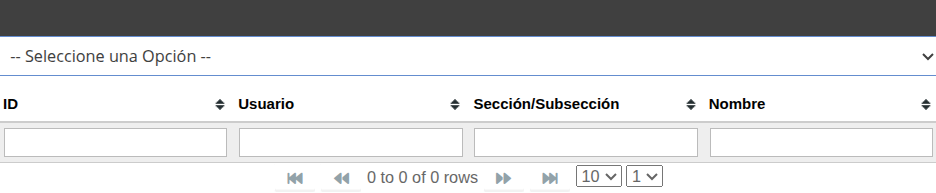 -- Seleccione una Opción --
ID Usuario Sección/Subsección Nombre
0 to 0 of 0 rows 10 1